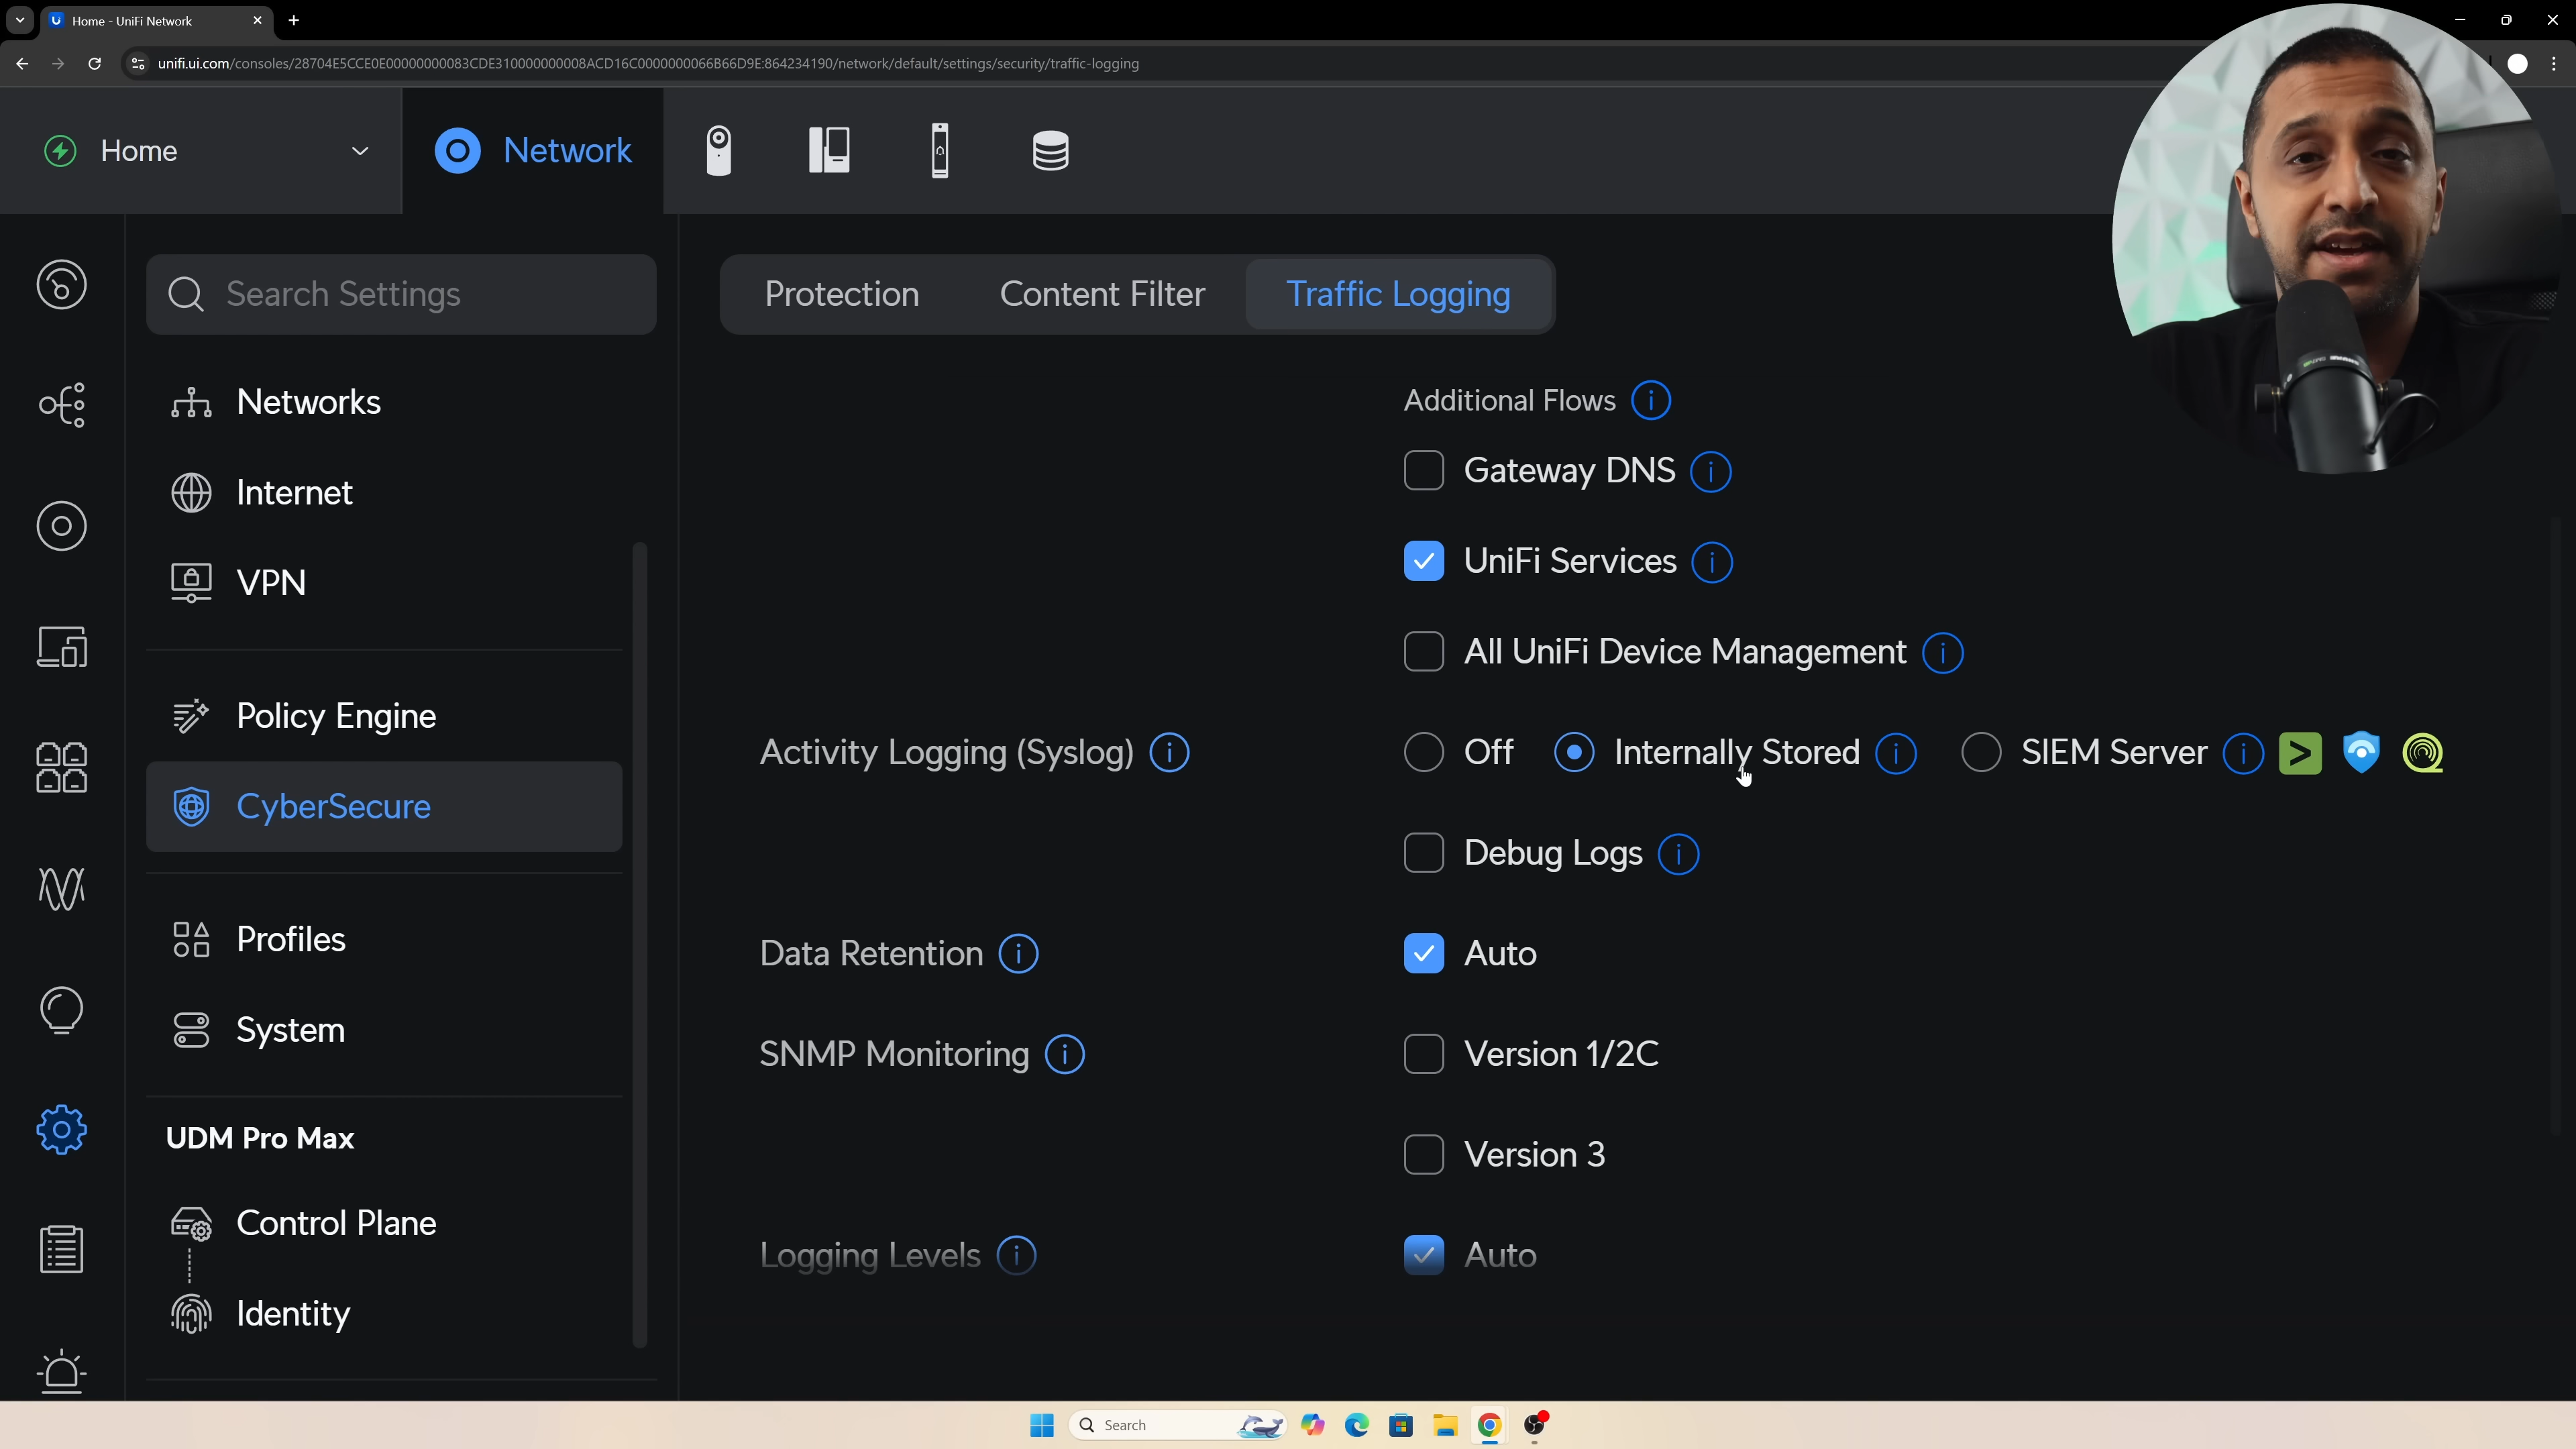 Home - UniFi Network
unifi.ui.com/consoles/28704E5CCE0E00000000083CDE310000000008ACD16C0000000066B66D9E:864234190/network/default/settings/security/traffic-logging
Home
Network
Search Settings
Networks
Internet
VPN
Policy Engine
CyberSecure
Profiles
System
UDM Pro Max
Control Plane
Identity
Protection
Content Filter
Traffic Logging
Additional Flows
Gateway DNS
UniFi Services
All UniFi Device Management
Activity Logging (Syslog)
Off
Internally Stored
SIEM Server
Debug Logs
Data Retention
Auto
SNMP Monitoring
Version 1/2C
Version 3
Logging Levels
Auto
Search